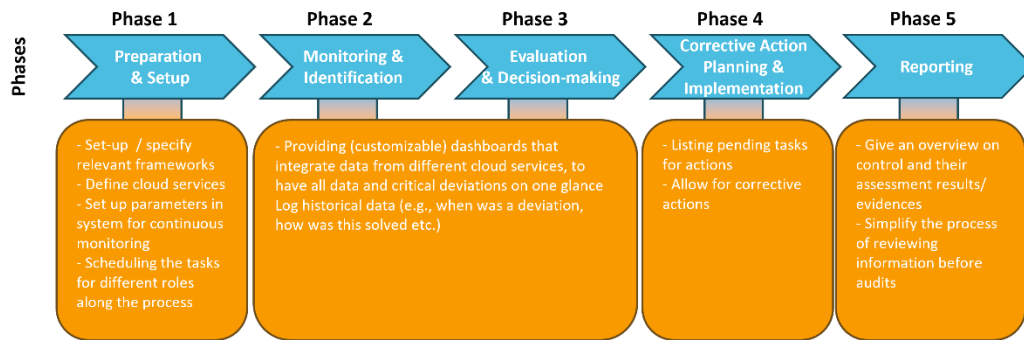 Phases
Phase 1
Phase 2
Phase 3
Phase 4
Phase 5
Preparation
& Setup
Monitoring &
Identification
Evaluation
& Decision-making
Corrective Action
Planning &
Implementation
Reporting
- Set-up / specify
relevant frameworks
- Define cloud services
- Set up parameters in
system for continuous
monitoring
- Scheduling the tasks
for different roles
along the process
- Providing (customizable) dashboards that
integrate data from different cloud services, to
have all data and critical deviations on one glance
Log historical data (e.g., when was a deviation,
how was this solved etc.)
- Listing pending tasks
for actions
- Allow for corrective
actions
- Give an overview on
control and their
assessment results/
evidences
- Simplify the process
of reviewing
information before
audits